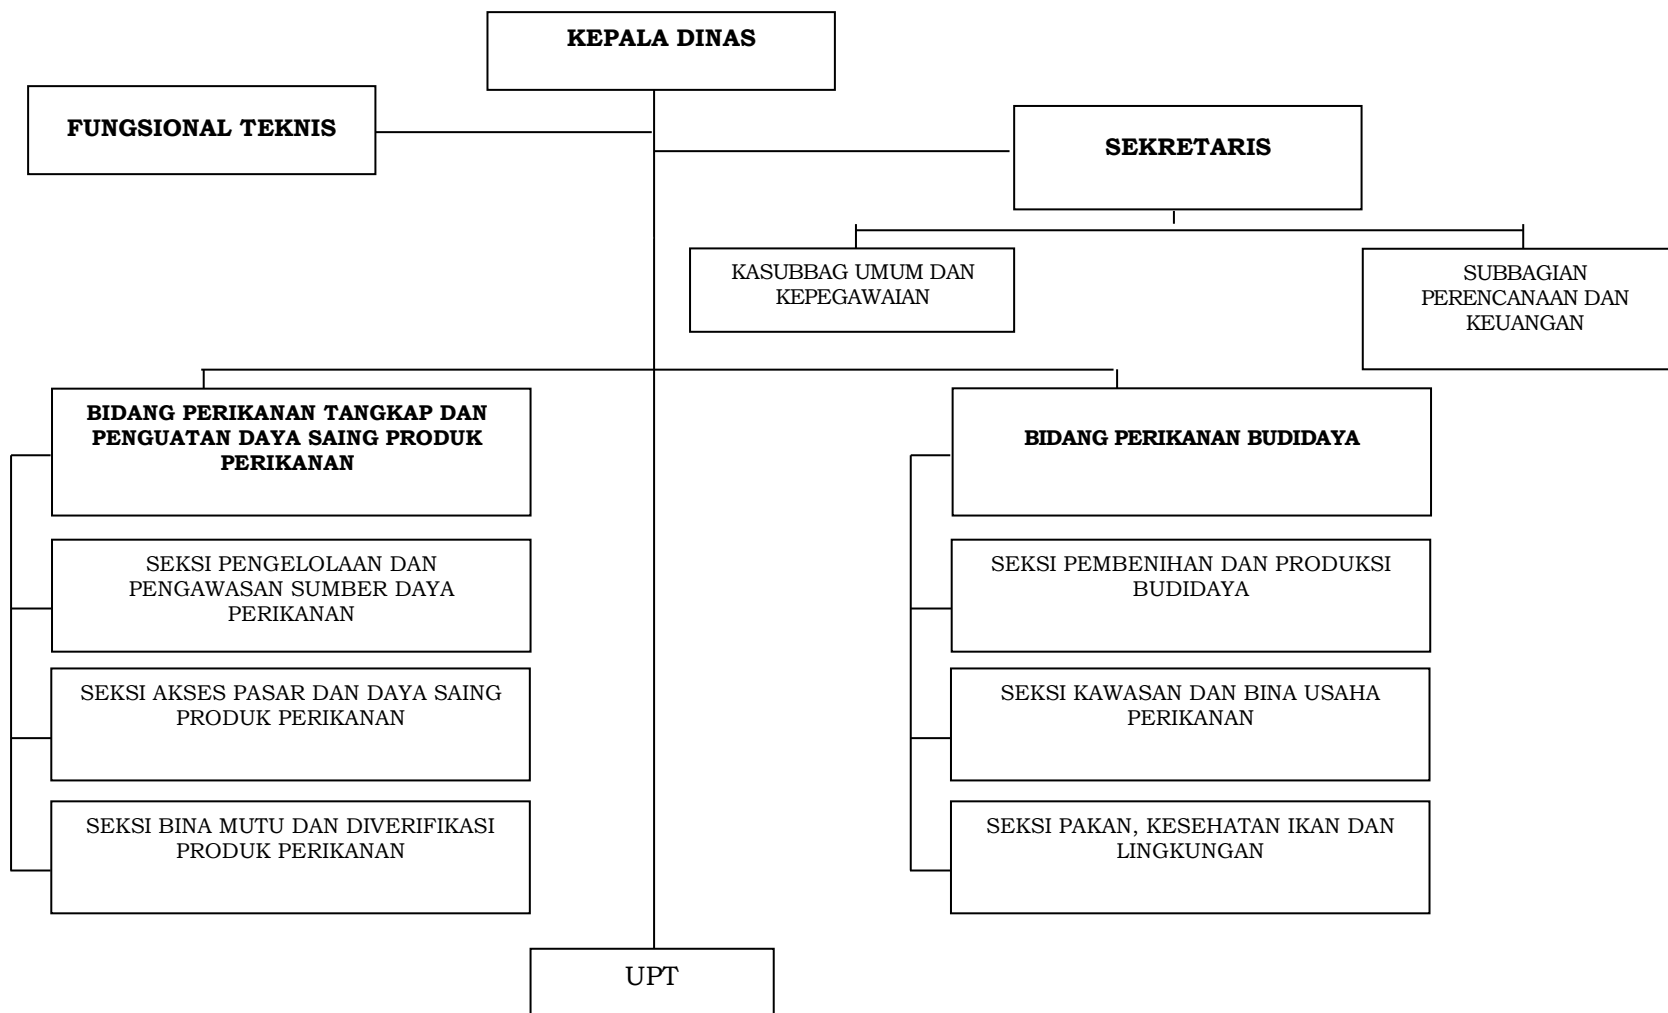 KEPALA DINAS
FUNGSIONAL TEKNIS
SEKRETARIS
KASUBBAG UMUM DAN
KEPEGAWAIAN
SUBBAGIAN
PERENCANAAN DAN
KEUANGAN
BIDANG PERIKANAN TANGKAP DAN
PENGUATAN DAYA SAING PRODUK
PERIKANAN
BIDANG PERIKANAN BUDIDAYA
SEKSI PENGELOLAAN DAN
PENGAWASAN SUMBER DAYA
PERIKANAN
SEKSI PEMBENIHAN DAN PRODUKSI
BUDIDAYA
SEKSI AKSES PASAR DAN DAYA SAING
PRODUK PERIKANAN
SEKSI KAWASAN DAN BINA USAHA
PERIKANAN
SEKSI BINA MUTU DAN DIVERIFIKASI
PRODUK PERIKANAN
SEKSI PAKAN, KESEHATAN IKAN DAN
LINGKUNGAN
UPT